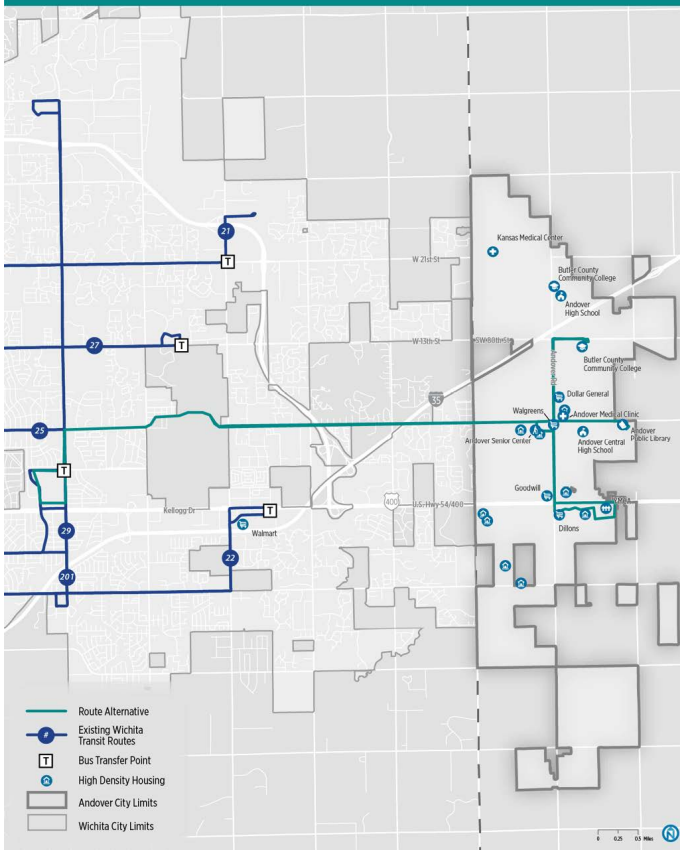 Kansas Medical Center
21
W 21st St
T
Butler County
Community College
Andover
High School
27
T
W 13th St
SW 80th St
Andover Rd
Butler County
Community College
35
Dollar General
Walgreens
Andover Medical Clinic
25
Andover Senior Center
Andover Central
High School
Andover
Public Library
T
Goodwill
400
U.S. Hwy 54/400
Kellogg Dr
T
Walmart
Dillons
29
22
201
Route Alternative
#
Existing Wichita
Transit Routes
T
Bus Transfer Point
High Density Housing
Andover City Limits
Wichita City Limits
0 0.25 0.5 Miles
N